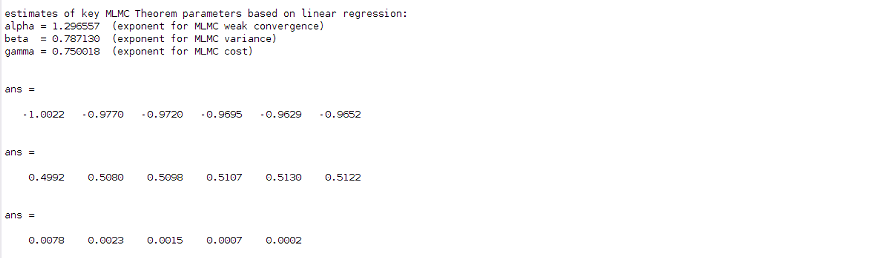 estimates of key MLMC Theorem parameters based on linear regression:
alpha = 1.296557  (exponent for MLMC weak convergence)
beta  = 0.787130  (exponent for MLMC variance)
gamma = 0.750018  (exponent for MLMC cost)
ans =
-1.0022  -0.9770  -0.9720  -0.9695  -0.9629  -0.9652
ans =
0.4992  0.5080  0.5098  0.5107  0.5130  0.5122
ans =
0.0078  0.0023  0.0015  0.0007  0.0002